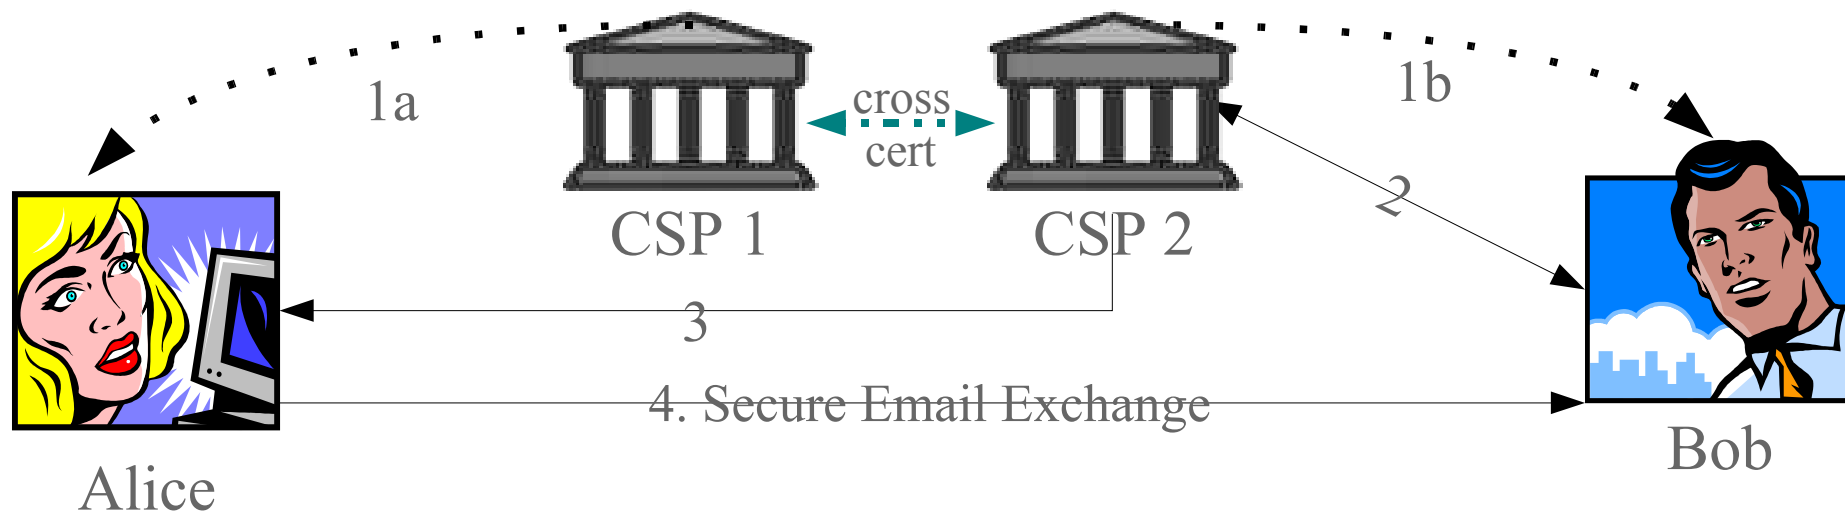 1a
cross
cert
1b
2
CSP 1
CSP 2
3
4. Secure Email Exchange
Alice
Bob